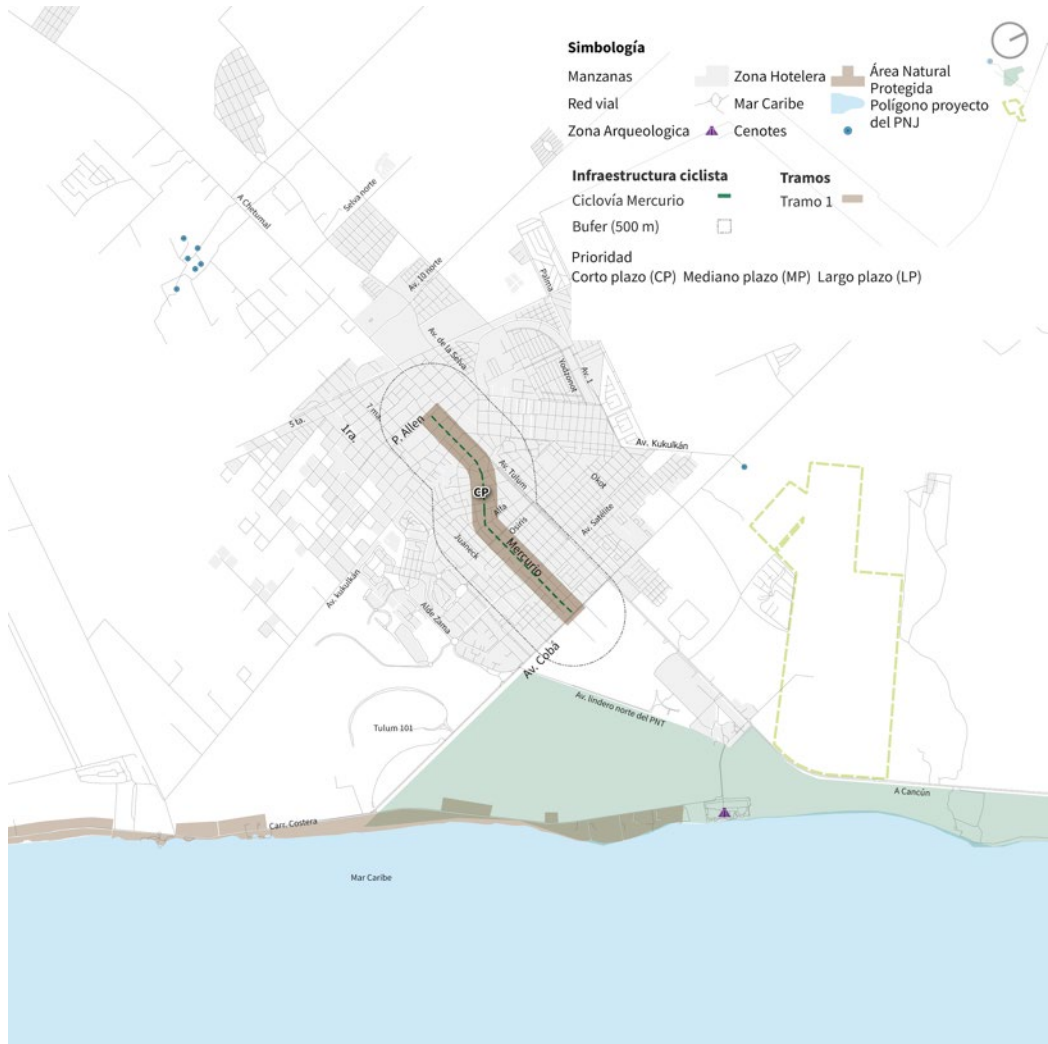 Simbología
Manzanas
Zona Hotelera
Área Natural
Protegida
Red vial
Mar Caribe
Polígono proyecto
del PNJ
Zona Arqueologica
Cenotes
Infraestructura ciclista
Tramos
Ciclovía Mercurio
Tramo 1
Bufer (500 m)
Prioridad
Corto plazo (CP) Mediano plazo (MP) Largo plazo (LP)
Selva norte
A Chetumal
Av. 10 norte
Palma
Av. de la Selva
Yodzonot
Av. 1
7 ma.
5 ta.
1ra.
P. Allen
Av. Kukulkán
Av. Tulum
Okot
CP
Alfa
Osiris
Av. Satélite
Juaneck
Mercurio
Av. kukulkán
Alde Zama
Av. Cobá
Av. lindero norte del PNT
Tulum 101
A Cancún
Carr. Costera
Mar Caribe